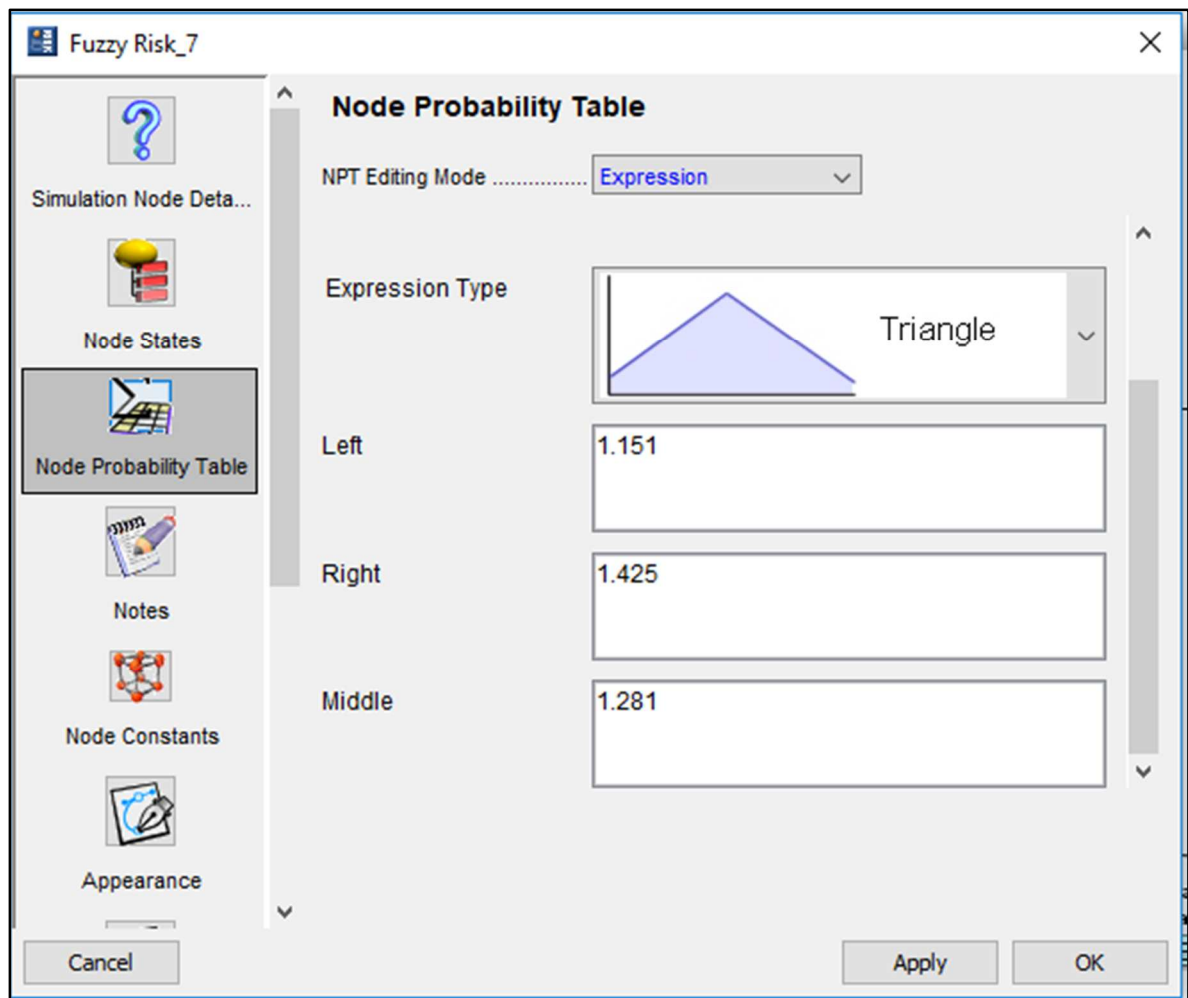 Fuzzy Risk_7
Simulation Node Deta...
Node States
Node Probability Table
Notes
Node Constants
Appearance
Node Probability Table
NPT Editing Mode ................ Expression
Expression Type
Triangle
Left
1.151
Right
1.425
Middle
1.281
Cancel
Apply
OK